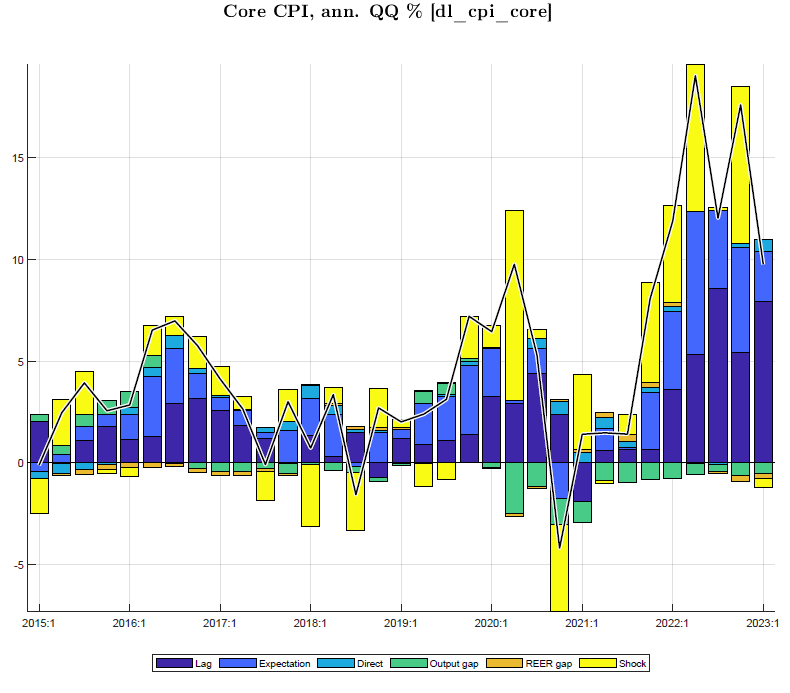 Core CPI, ann. QQ % [dl_cpi_core]
15
10
5
0
-5
2015:1 2016:1 2017:1 2018:1 2019:1 2020:1 2021:1 2022:1 2023:1
Lag Expectation Direct Output gap REER gap Shock